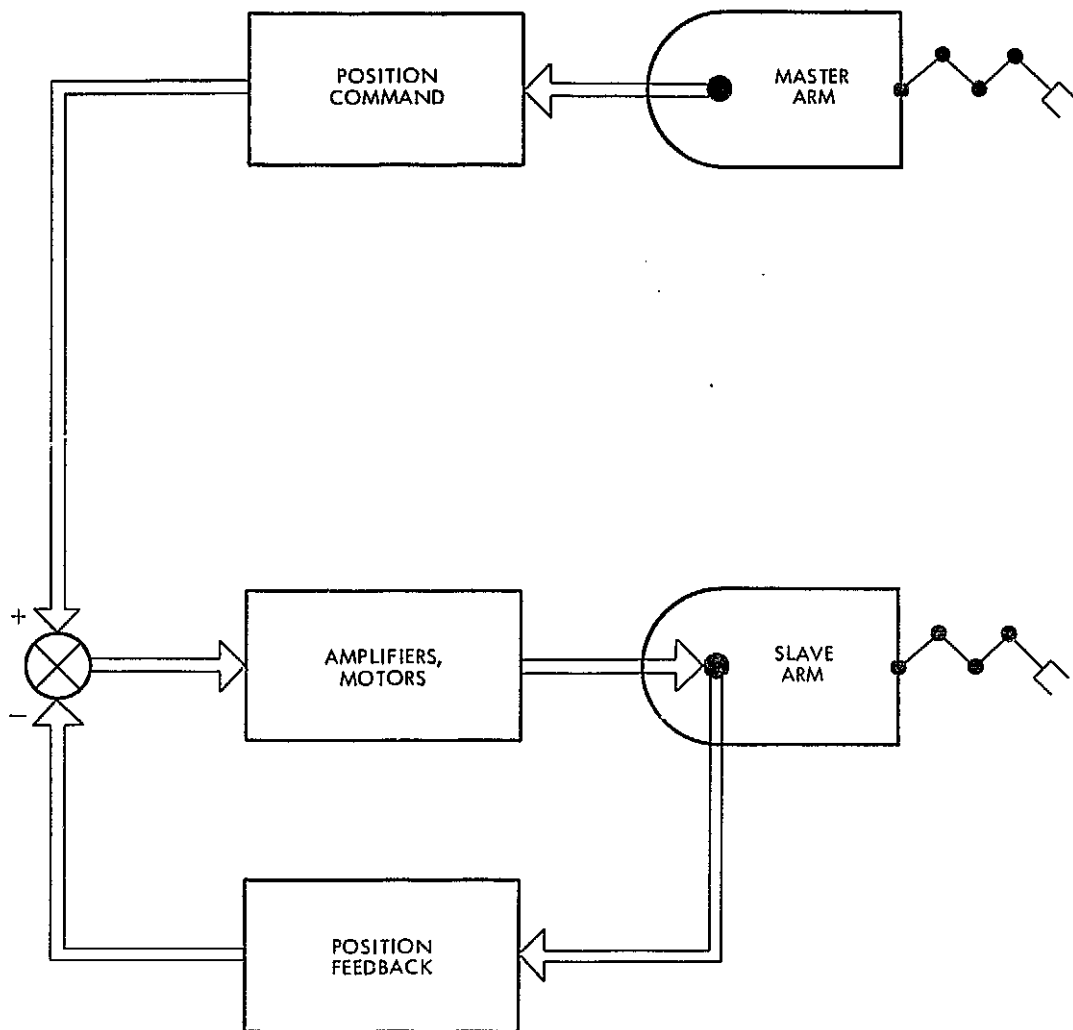 POSITION
COMMAND
MASTER
ARM
+
AMPLIFIERS,
MOTORS
SLAVE
ARM
−
POSITION
FEEDBACK